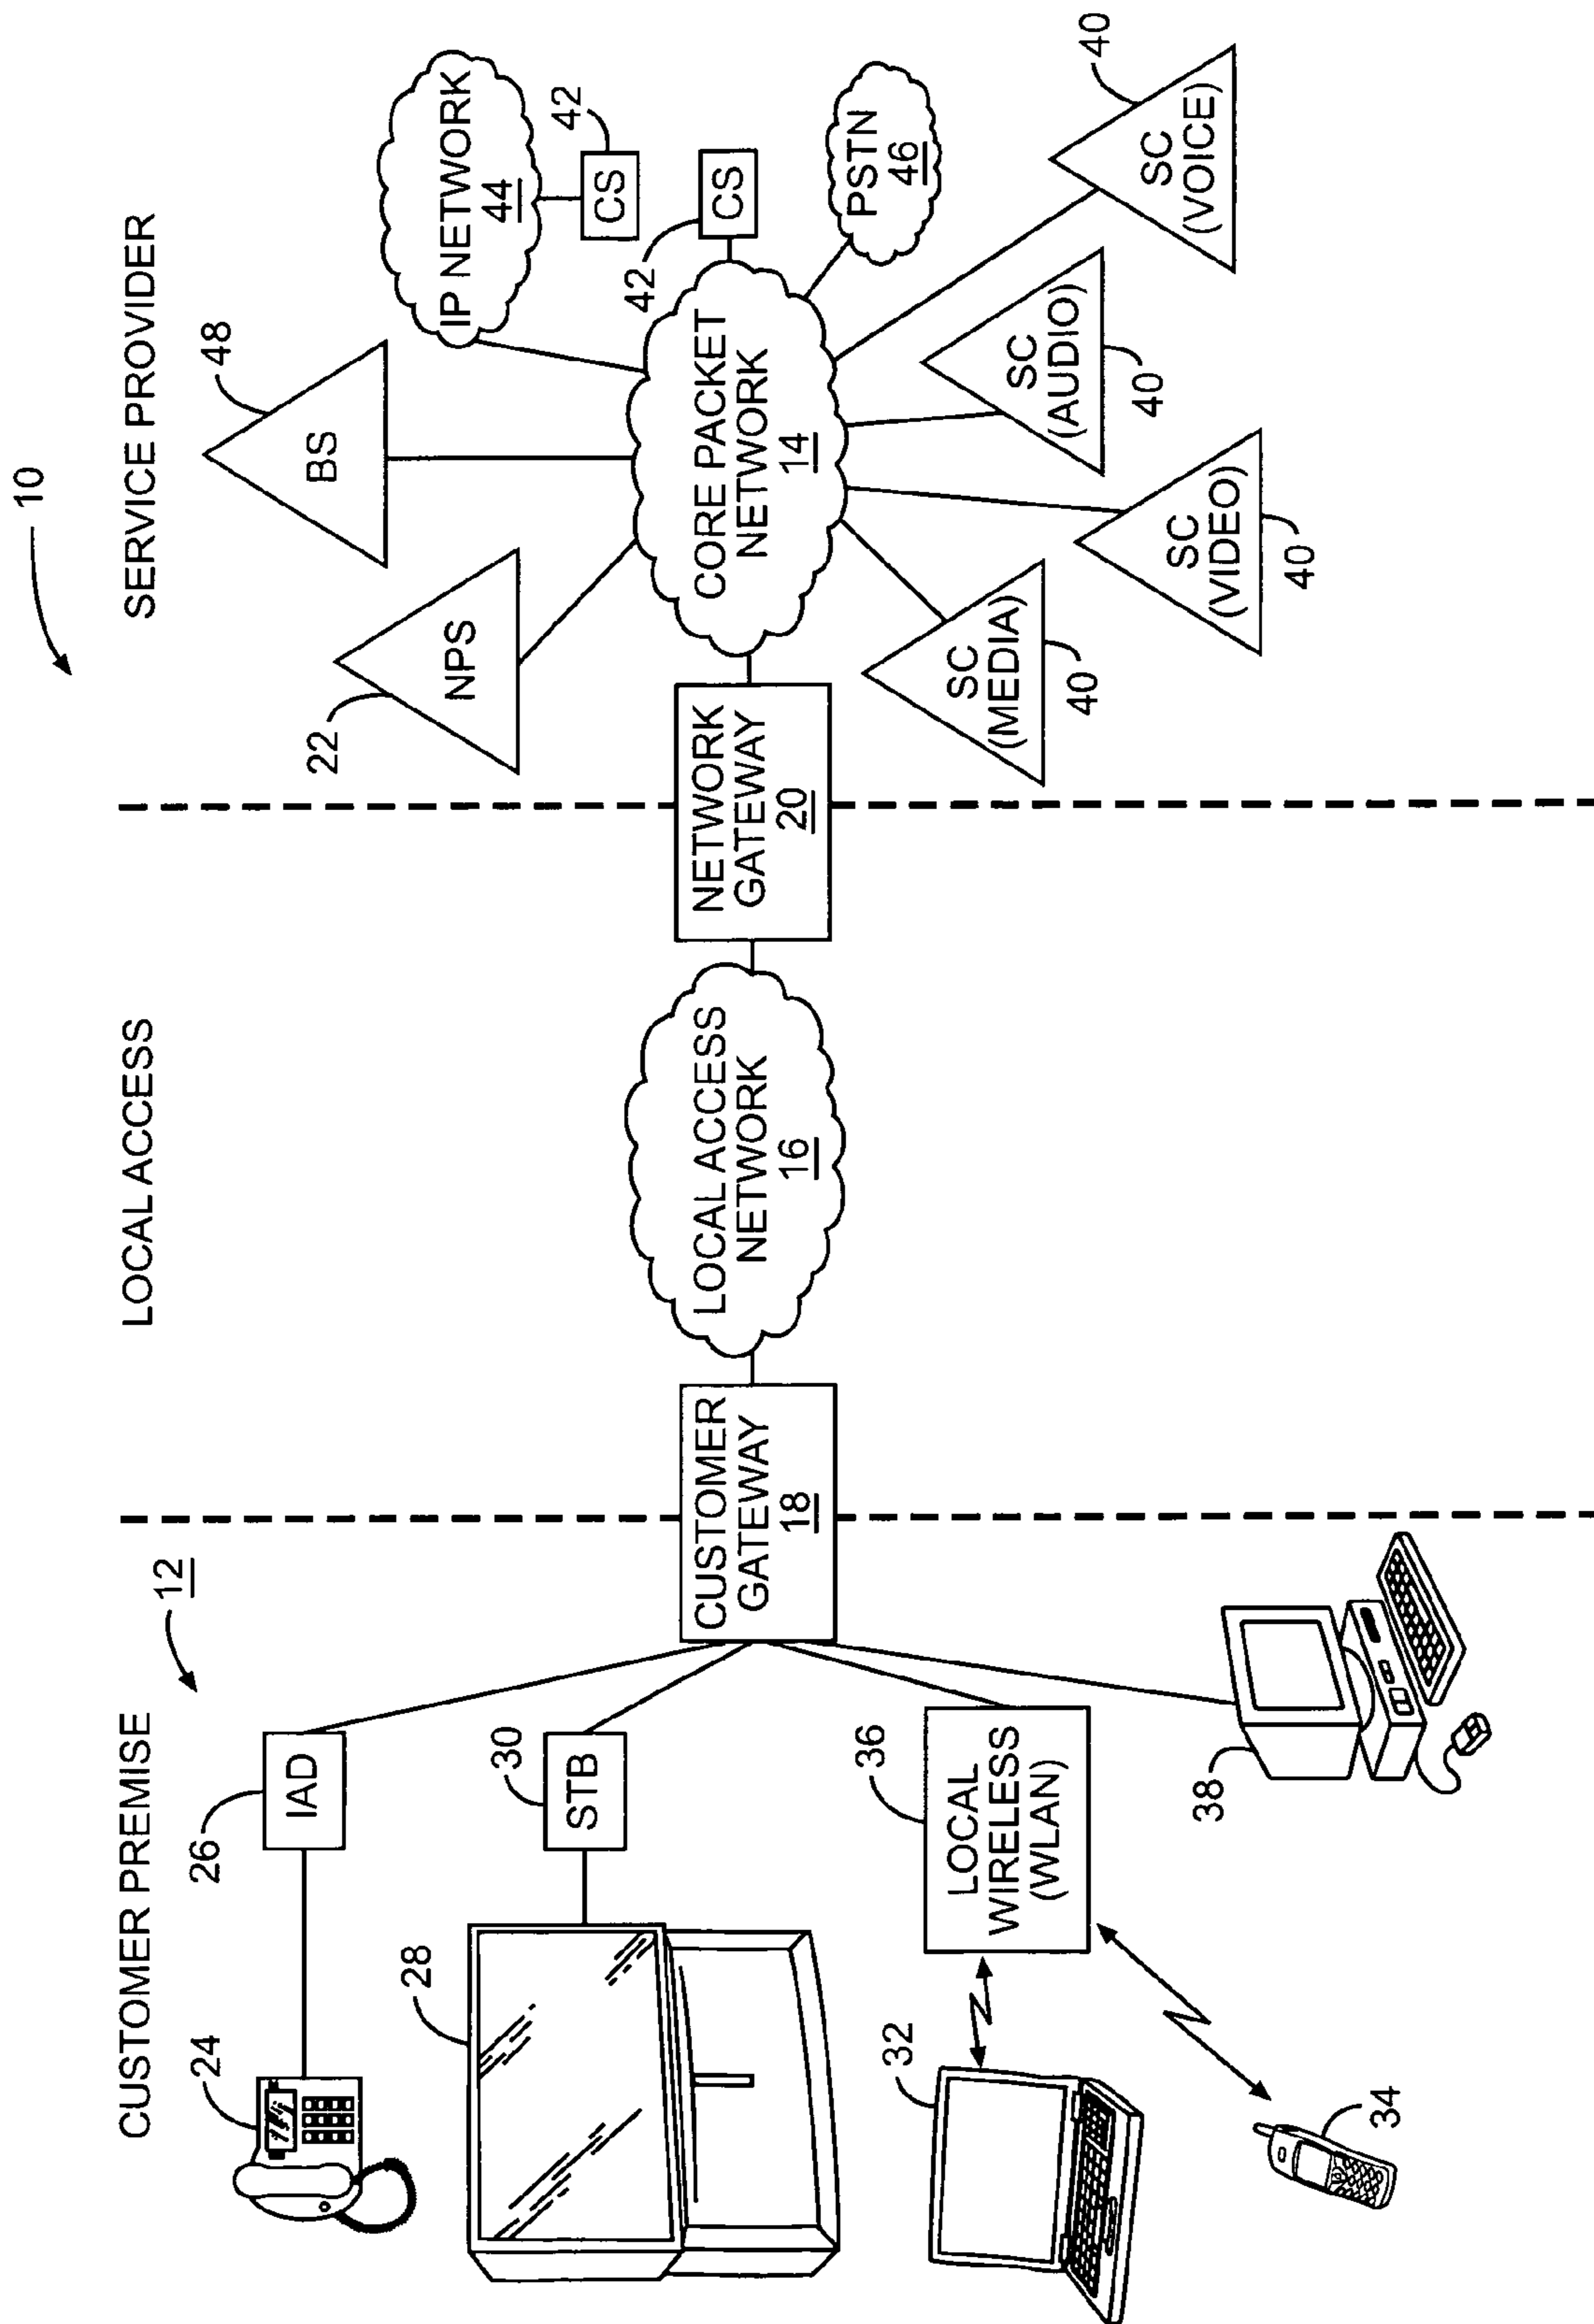 10
CUSTOMER PREMISE
LOCAL ACCESS
SERVICE PROVIDER
12
24
26
IAD
28
30
STB
32
34
36
LOCAL
WIRELESS
(WLAN)
38
CUSTOMER
GATEWAY
18
LOCAL ACCESS
NETWORK
16
NETWORK
GATEWAY
20
22
NPS
48
BS
IP NETWORK
44
42
CS
42
CS
CORE PACKET
NETWORK
14
PSTN
46
SC
(MEDIA)
40
SC
(VIDEO)
40
SC
(AUDIO)
40
SC
(VOICE)
40